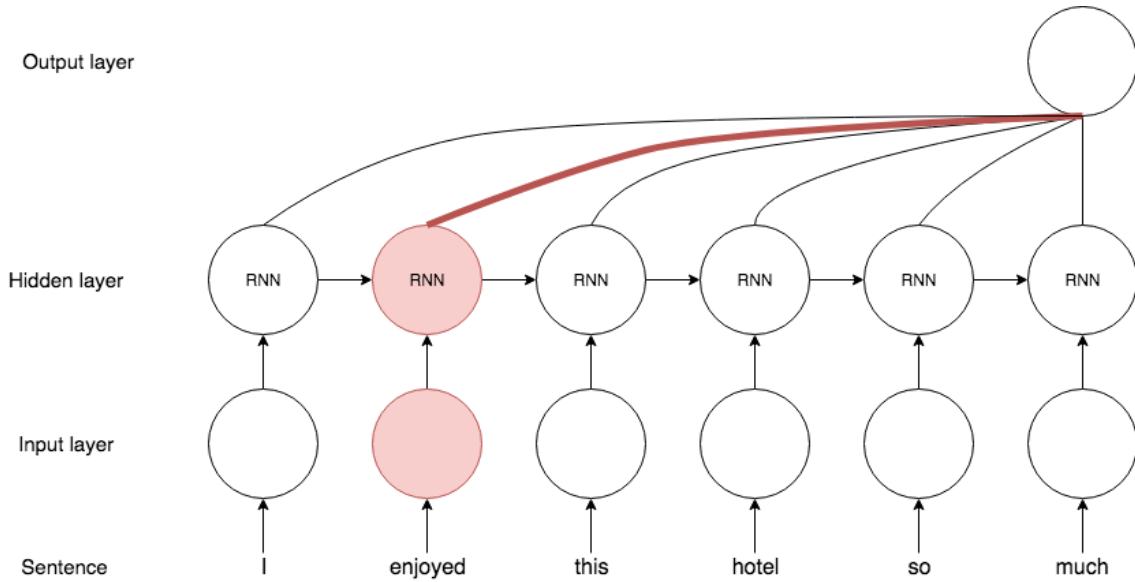 Output layer
Hidden layer RNN RNN RNN RNN RNN RNN
Input layer
Sentence I enjoyed this hotel so much